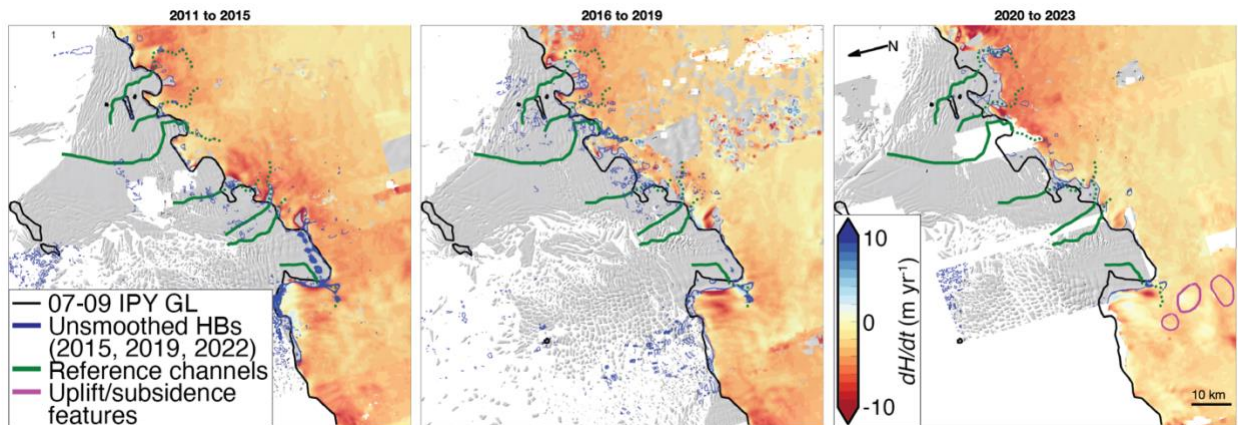 2011 to 2015
2016 to 2019
2020 to 2023
1
N
07-09 IPY GL
Unsmoothed HBs
(2015, 2019, 2022)
Reference channels
Uplift/subsidence
features
10
0
-10
dH/dt (m yr⁻¹)
10 km